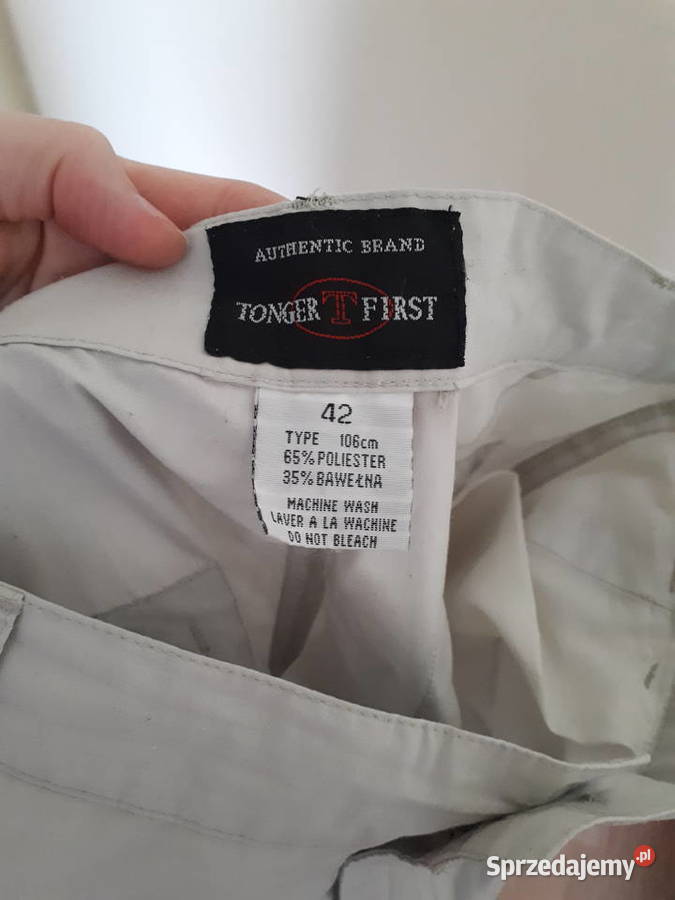 AUTHENTIC BRAND
TONGER T FIRST
42
TYPE 106cm
65% POLIESTER
35% BAWEŁNA
MACHINE WASH
LAVER A LA WACHINE
DO NOT BLEACH
Sprzedajemy.pl